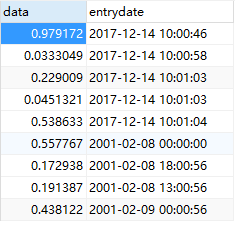 data entrydate
0.979172 2017-12-14 10:00:46
0.0333049 2017-12-14 10:00:58
0.229009 2017-12-14 10:01:03
0.0451321 2017-12-14 10:01:03
0.538633 2017-12-14 10:01:04
0.557767 2001-02-08 00:00:00
0.172938 2001-02-08 18:00:56
0.191387 2001-02-08 13:00:56
0.438122 2001-02-09 00:00:56